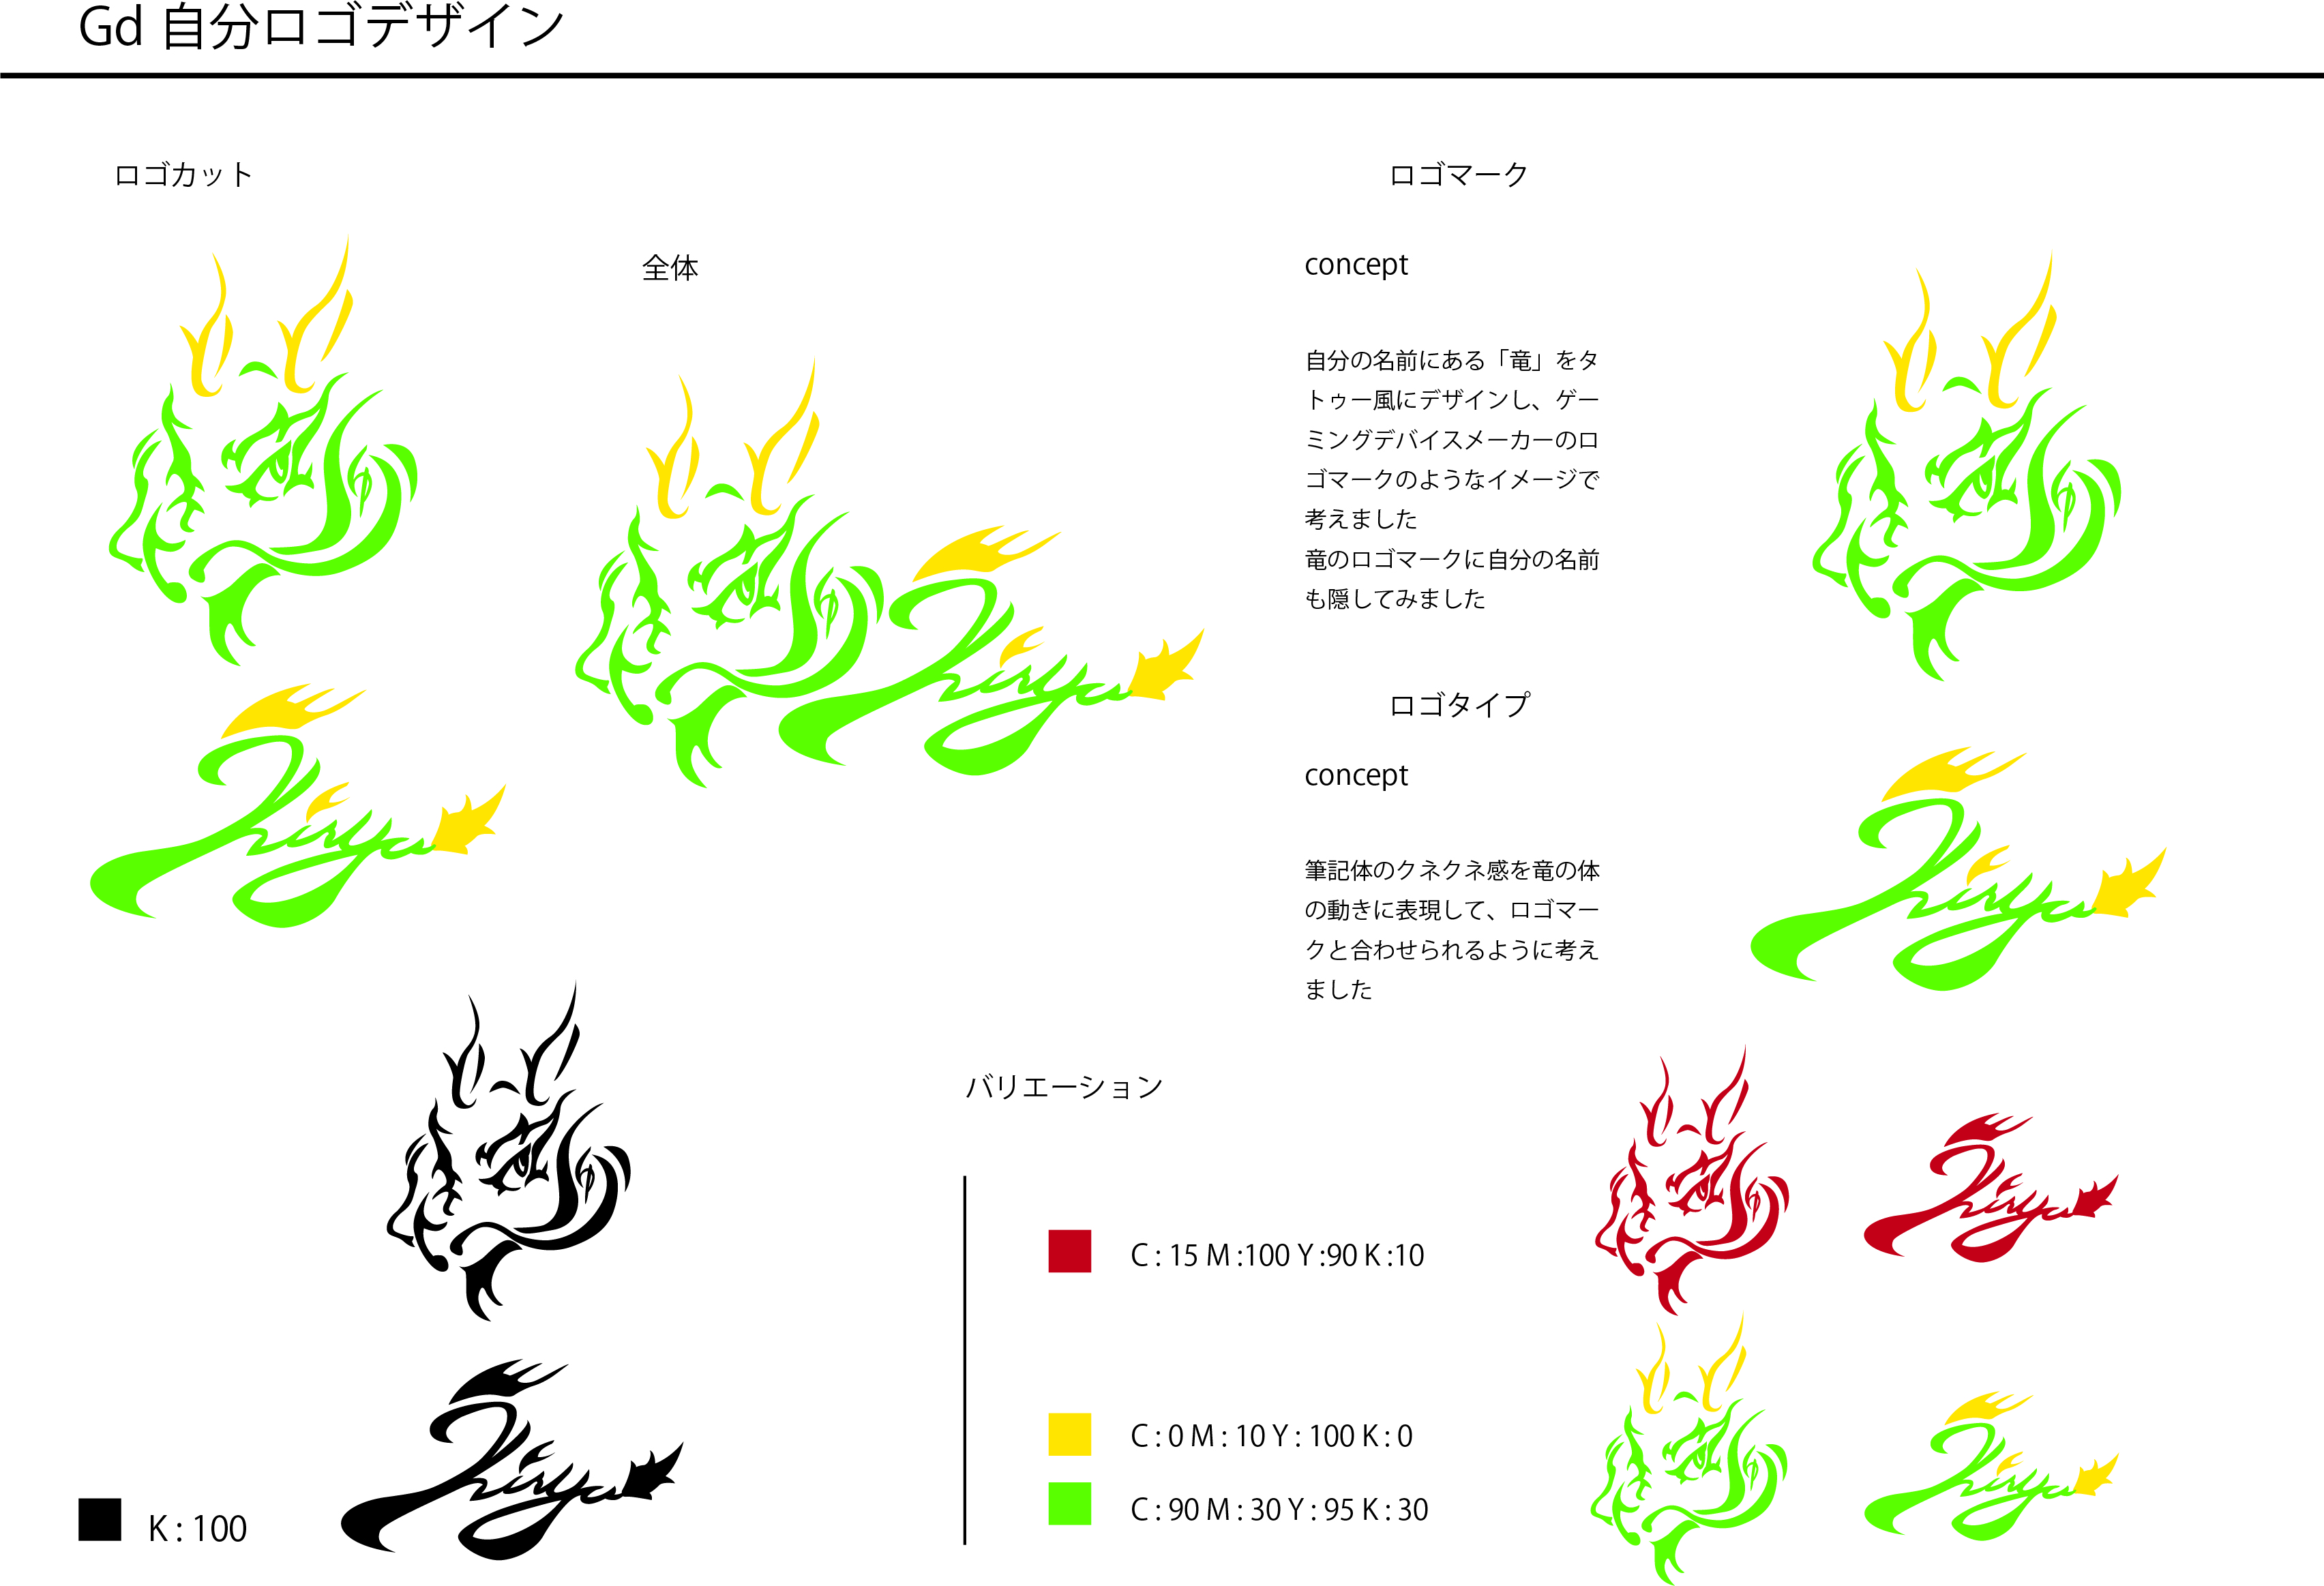 Gd 自分ロゴデザイン
ロゴカット
全体
ロゴマーク
concept
自分の名前にある「竜」をタ
トゥー風にデザインし、ゲー
ミングデバイスメーカーのロ
ゴマークのようなイメージで
考えました
竜のロゴマークに自分の名前
も隠してみました
ロゴタイプ
concept
筆記体のクネクネ感を竜の体
の動きに表現して、ロゴマー
クと合わせられるように考え
ました
バリエーション
C : 15 M :100 Y :90 K :10
C : 0 M : 10 Y : 100 K : 0
C : 90 M : 30 Y : 95 K : 30
K : 100